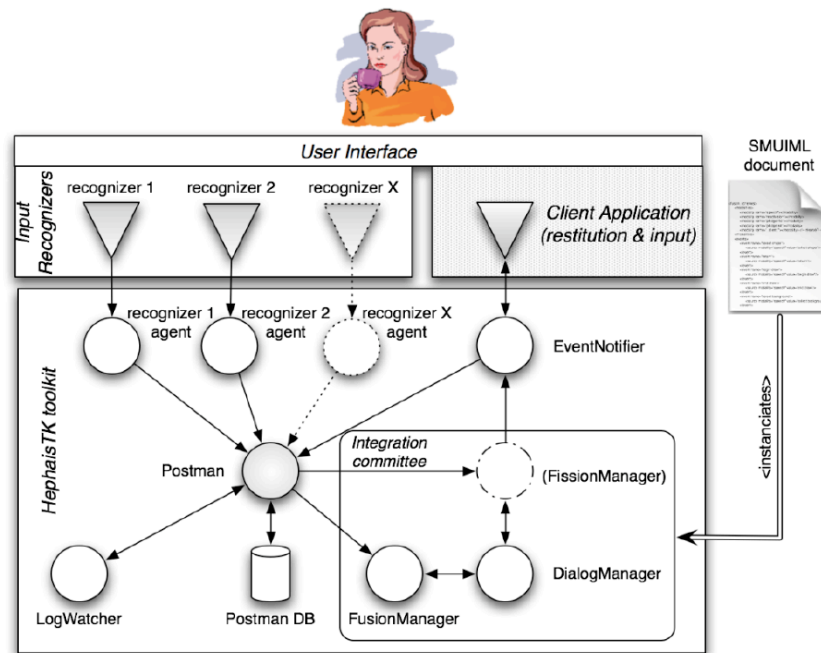 User Interface
SMUIML
document
Input
Recognizers
recognizer 1
recognizer 2
recognizer X
Client Application
(restitution & input)
HephaisTK toolkit
recognizer 1
agent
recognizer 2
agent
recognizer X
agent
EventNotifier
<instanciates>
Integration
committee
Postman
(FissionManager)
LogWatcher
Postman DB
FusionManager
DialogManager